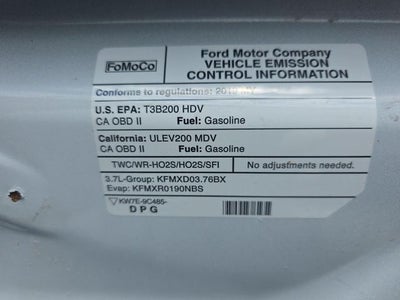 FoMoCo
Ford Motor Company
VEHICLE EMISSION
CONTROL INFORMATION
Conforms to regulations:
U.S. EPA: T3B200 HDV
CA OBD II Fuel: Gasoline
California: ULEV200 MDV
CA OBD II Fuel: Gasoline
TWC/WR-HO2S/HO2S/SFI No adjustments needed.
3.7L-Group: KFMXD03.76BX
Evap: KFMXR0190NBS
KW7E-9C485-
D P G